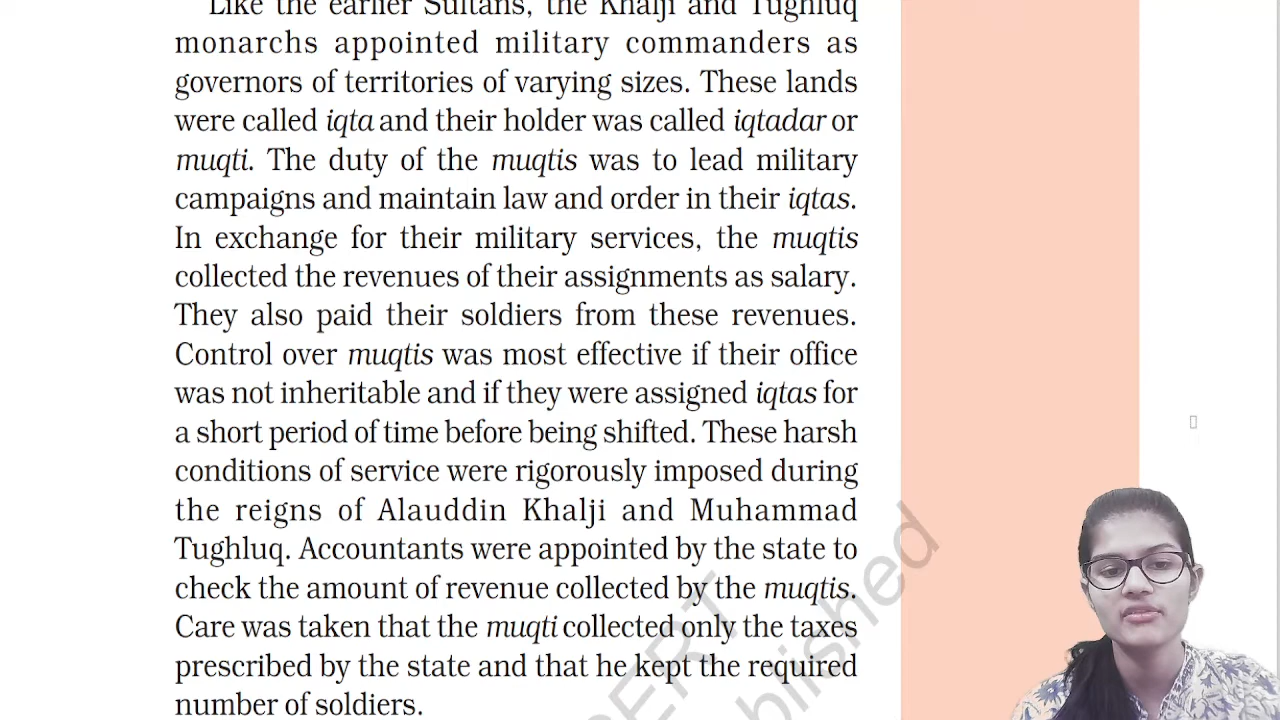 Like the earlier Sultans, the Khalji and Tughluq
monarchs appointed military commanders as
governors of territories of varying sizes. These lands
were called iqta and their holder was called iqtadar or
muqti. The duty of the muqtis was to lead military
campaigns and maintain law and order in their iqtas.
In exchange for their military services, the muqtis
collected the revenues of their assignments as salary.
They also paid their soldiers from these revenues.
Control over muqtis was most effective if their office
was not inheritable and if they were assigned iqtas for
a short period of time before being shifted. These harsh
conditions of service were rigorously imposed during
the reigns of Alauddin Khalji and Muhammad
Tughluq. Accountants were appointed by the state to
check the amount of revenue collected by the muqtis.
Care was taken that the muqti collected only the taxes
prescribed by the state and that he kept the required
number of soldiers.